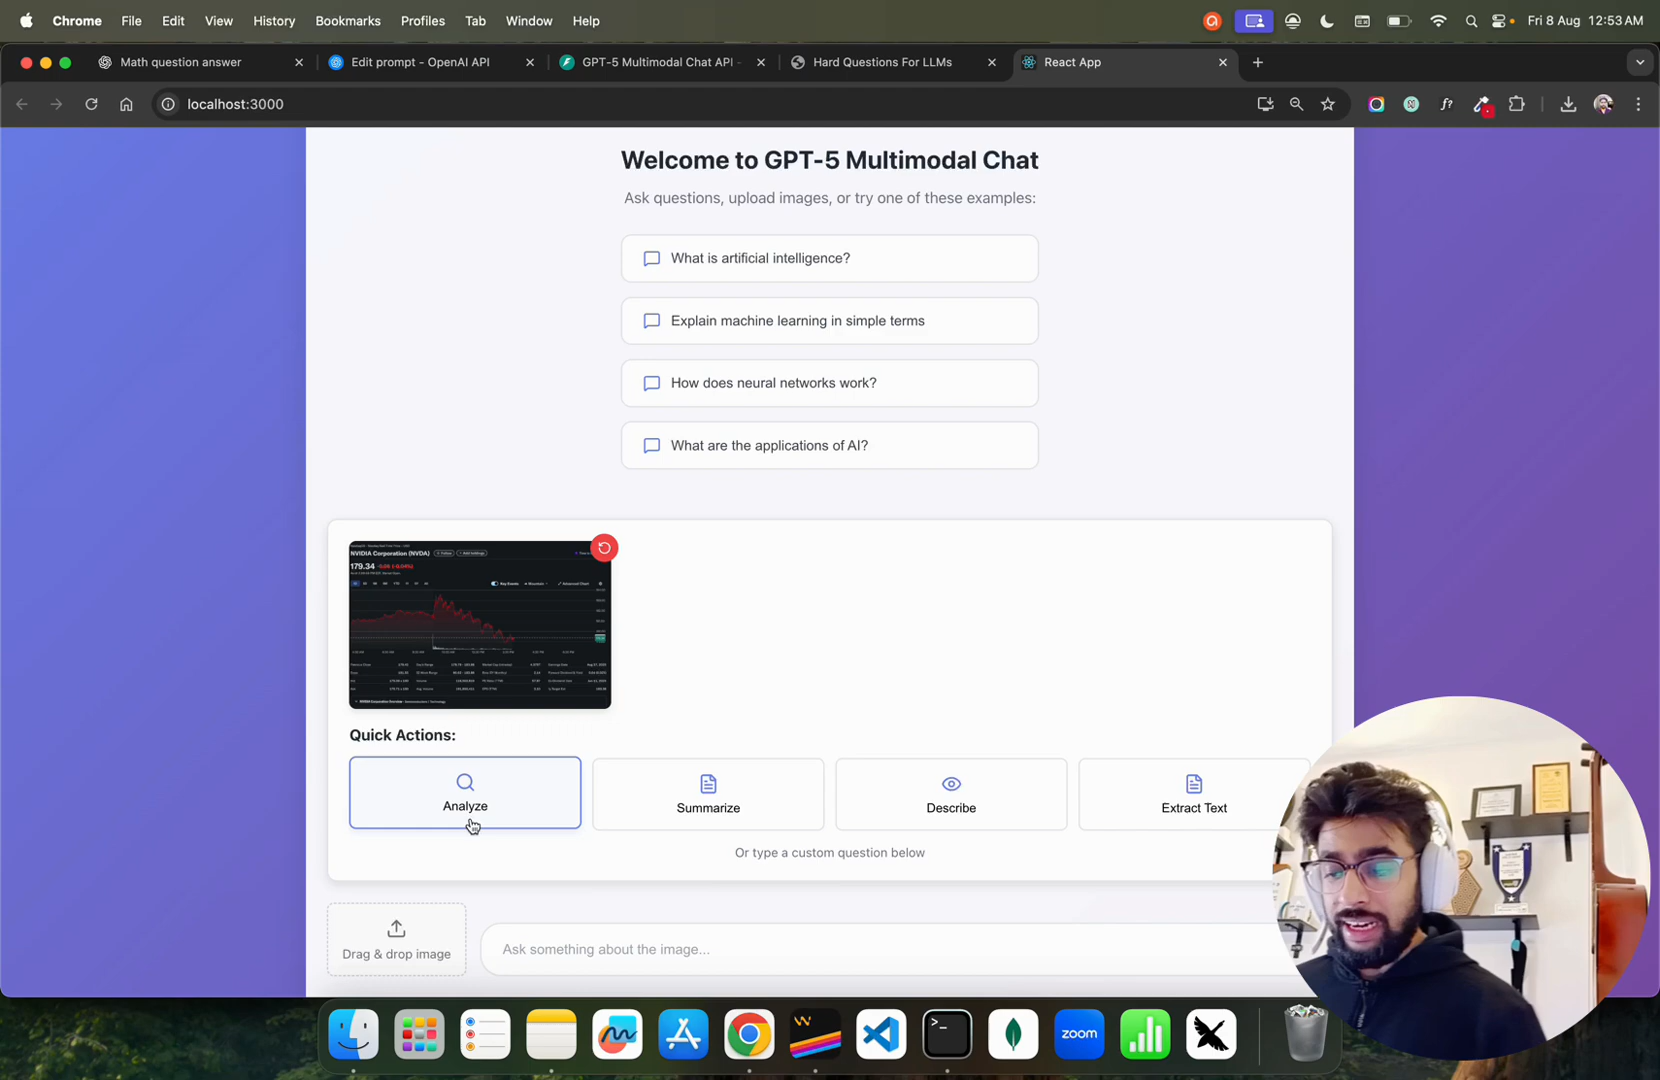 Chrome File Edit View History Bookmarks Profiles Tab Window Help Fri 8 Aug 12:53 AM
Math question answer Edit prompt - OpenAI API GPT-5 Multimodal Chat API - Hard Questions For LLMs React App
localhost:3000
Welcome to GPT-5 Multimodal Chat
Ask questions, upload images, or try one of these examples:
What is artificial intelligence?
Explain machine learning in simple terms
How does neural networks work?
What are the applications of AI?
NVIDIA Corporation (NVDA)
179.34
Quick Actions:
Analyze Summarize Describe Extract Text
Or type a custom question below
Drag & drop image
Ask something about the image...
zoom